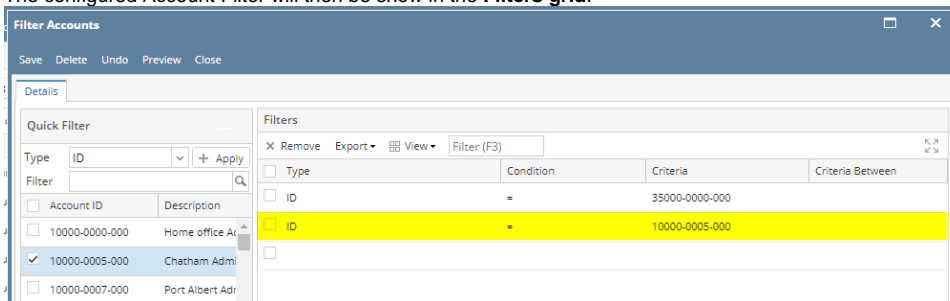 The configured Account Filter will then be show in the Filters grid.
Filter Accounts
Save Delete Undo Preview Close
Details
Quick Filter
Type ID + Apply
Filter
Account ID Description
10000-0000-000 Home office Ac
10000-0005-000 Chatham Admi
10000-0007-000 Port Albert Adr
Filters
Remove Export View Filter (F3)
Type Condition Criteria Criteria Between
ID = 35000-0000-000
ID = 10000-0005-000